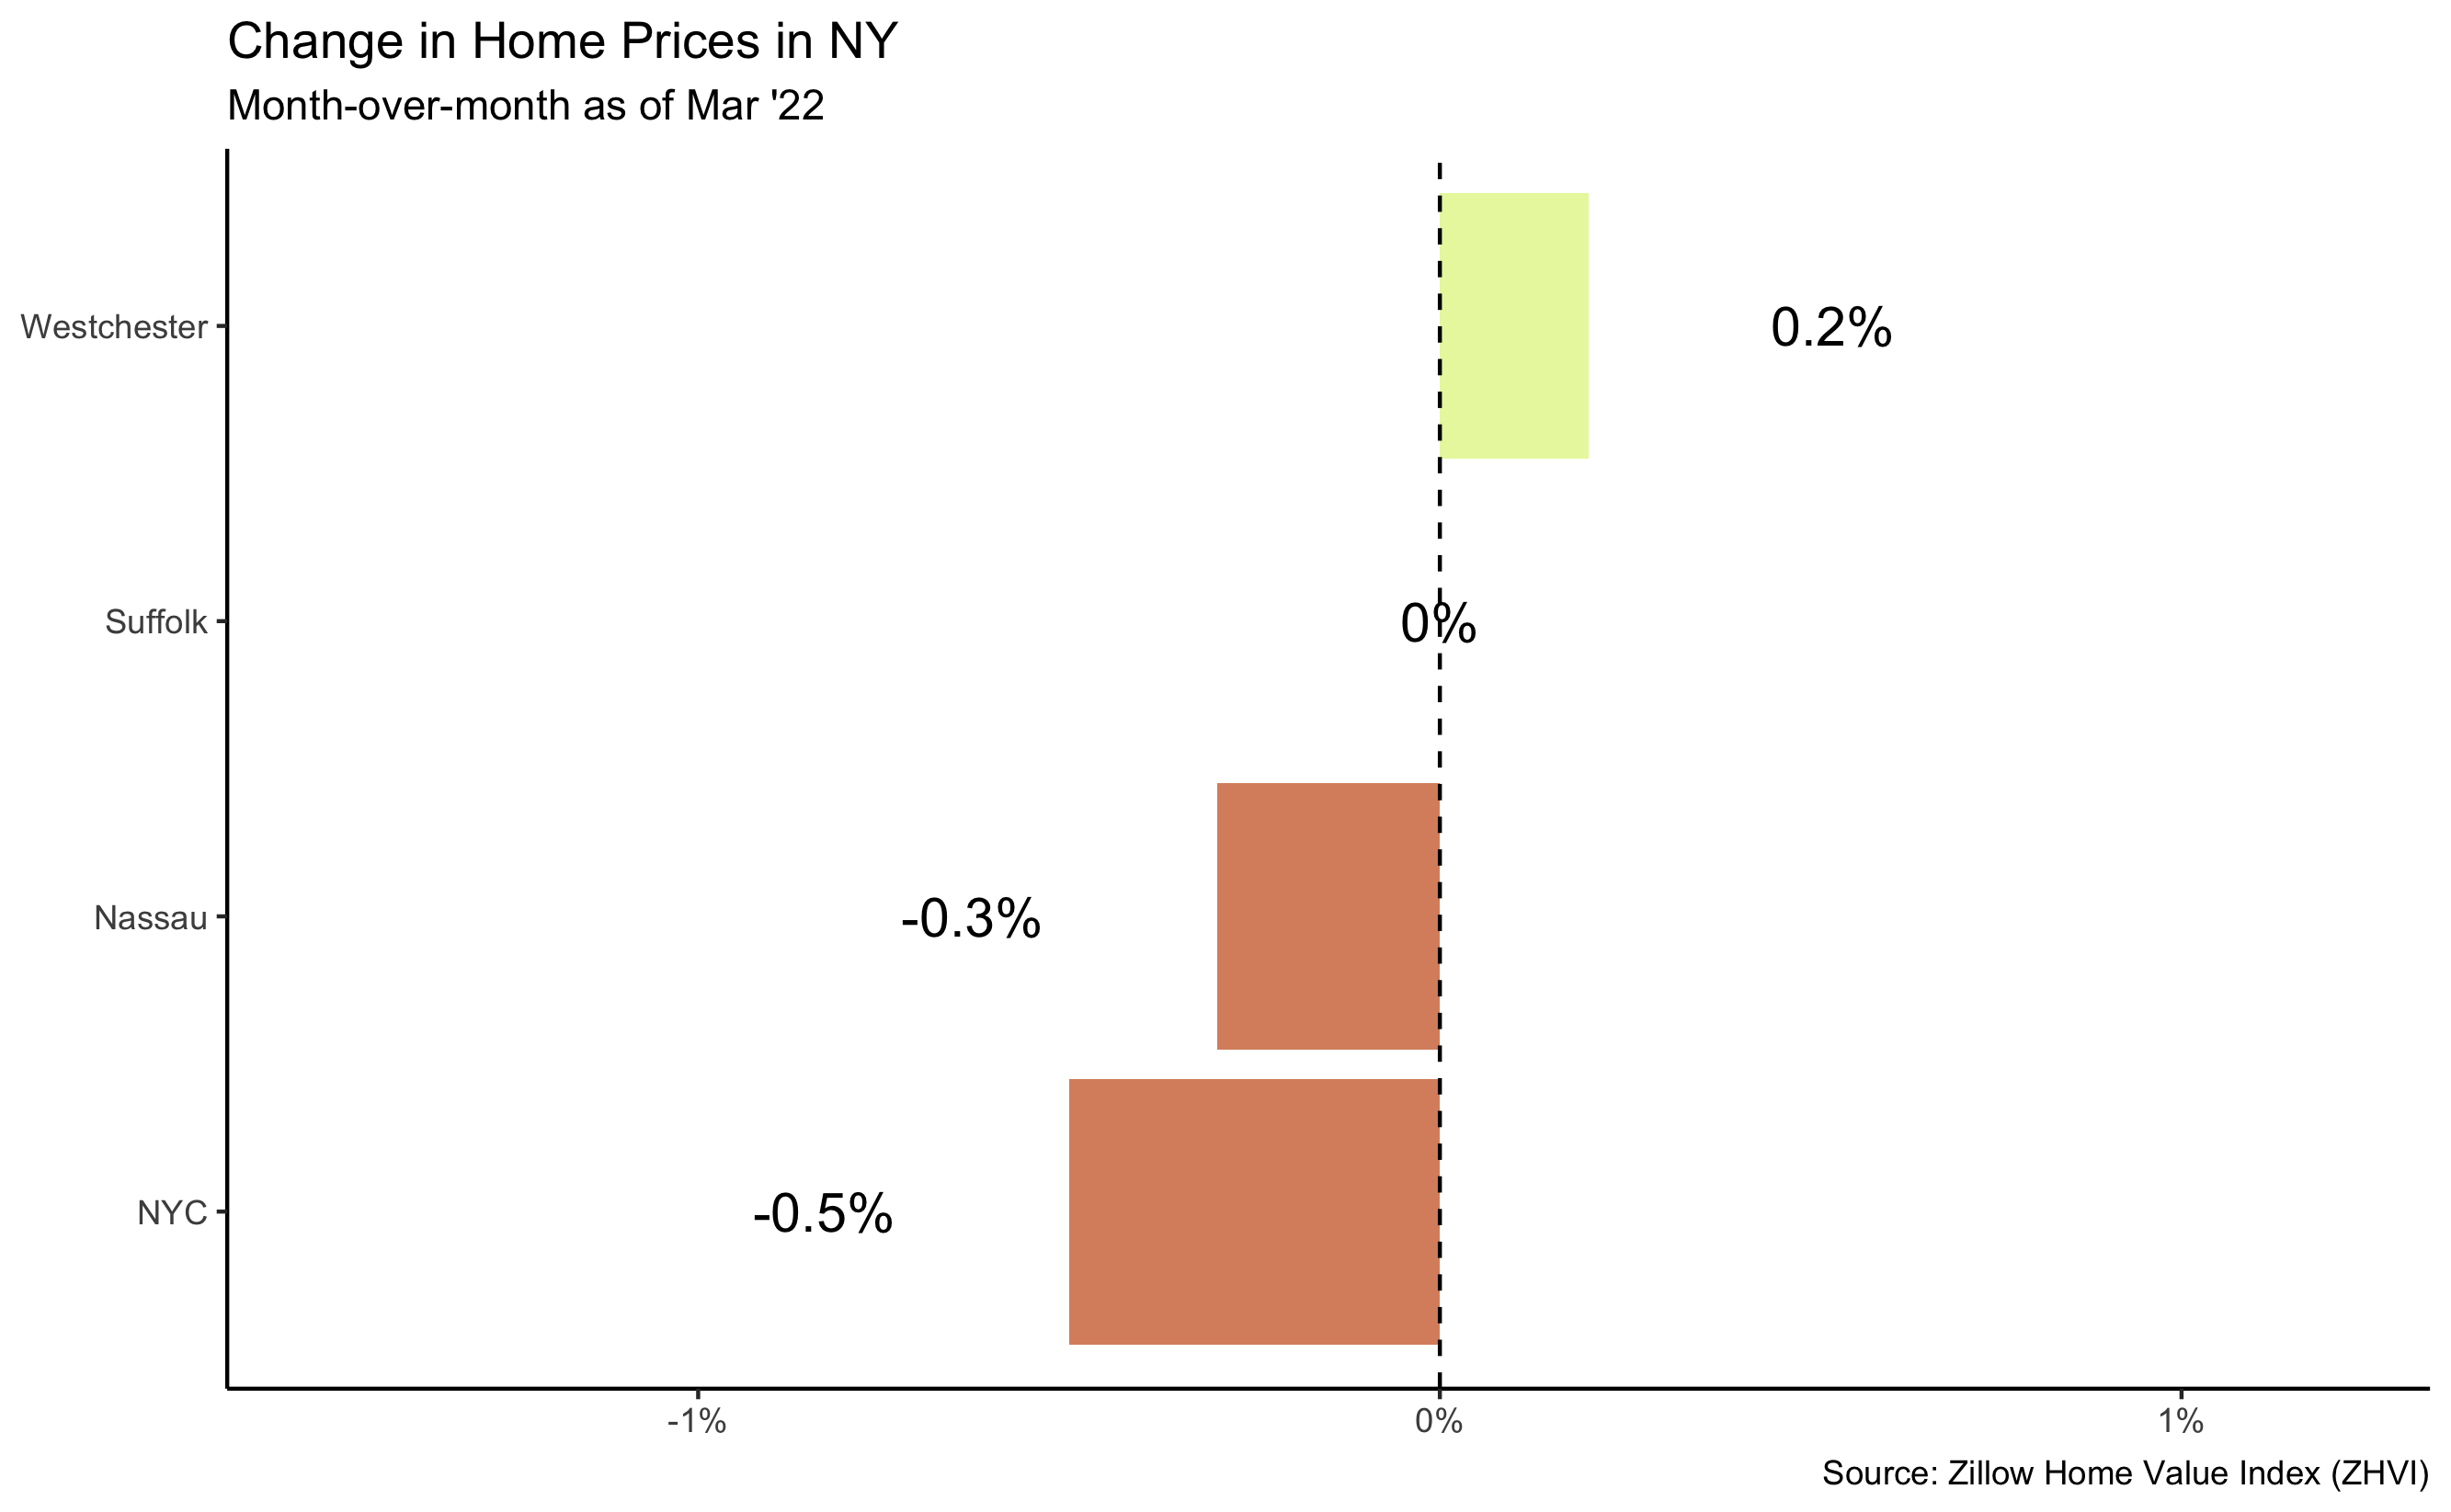 Change in Home Prices in NY
Month-over-month as of Mar '22
Westchester
0.2%
Suffolk
0%
Nassau
-0.3%
NYC
-0.5%
-1%
0%
1%
Source: Zillow Home Value Index (ZHVI)